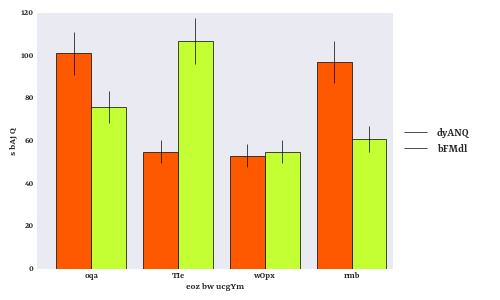 120
100
80
60
40
20
0
s bAJ Q
oqa
TIe
wOpx
rmb
eoz bw ucgYm
dyANQ
bFMdl